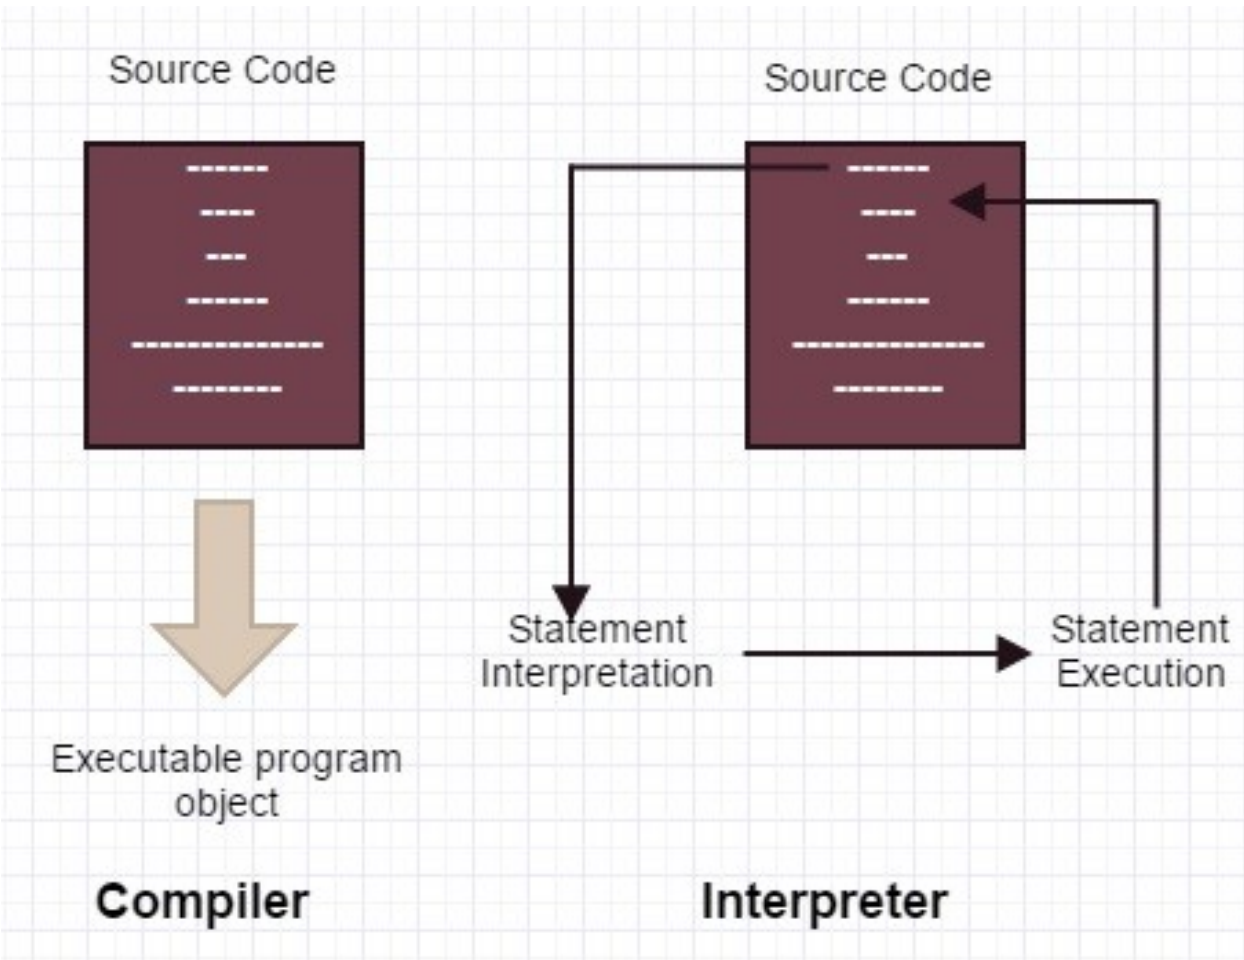 Source Code
Executable program
object
Compiler
Source Code
Statement
Interpretation
Statement
Execution
Interpreter